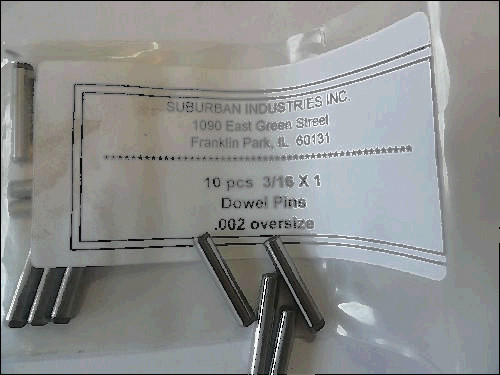 SUBURBAN INDUSTRIES INC.
1090 East Green Street
Franklin Park, IL 60131
****************************************************
10 pcs 3/16 X 1
Dowel Pins
.002 oversize